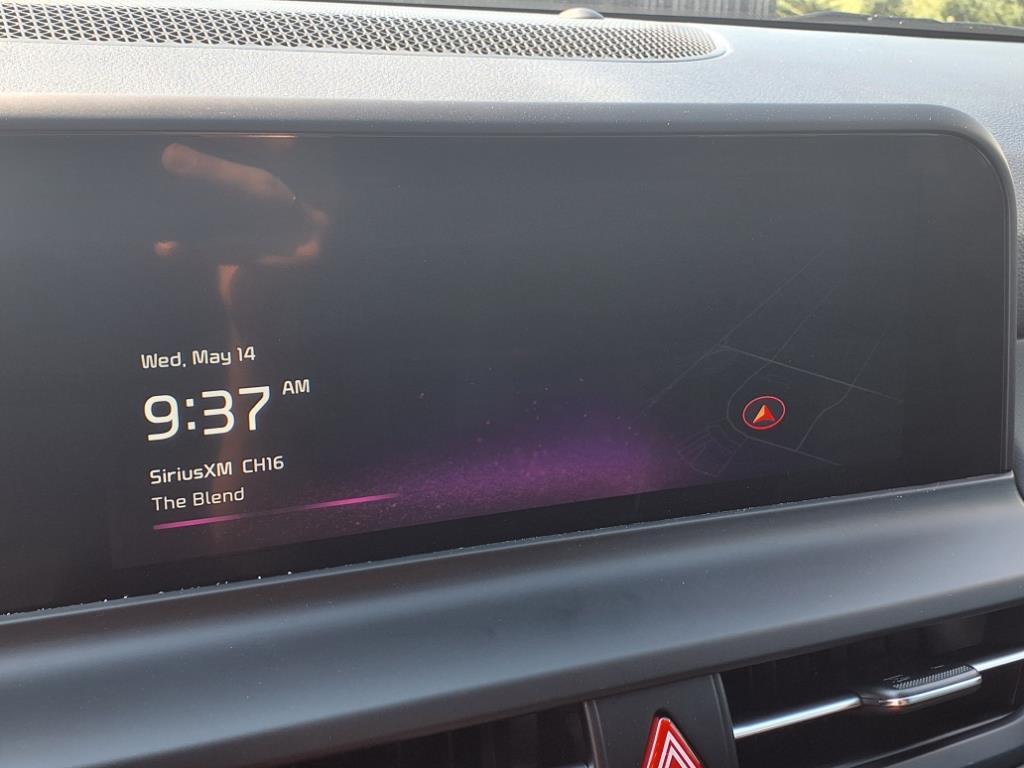 Wed, May 14
9:37 AM
SiriusXM CH16
The Blend